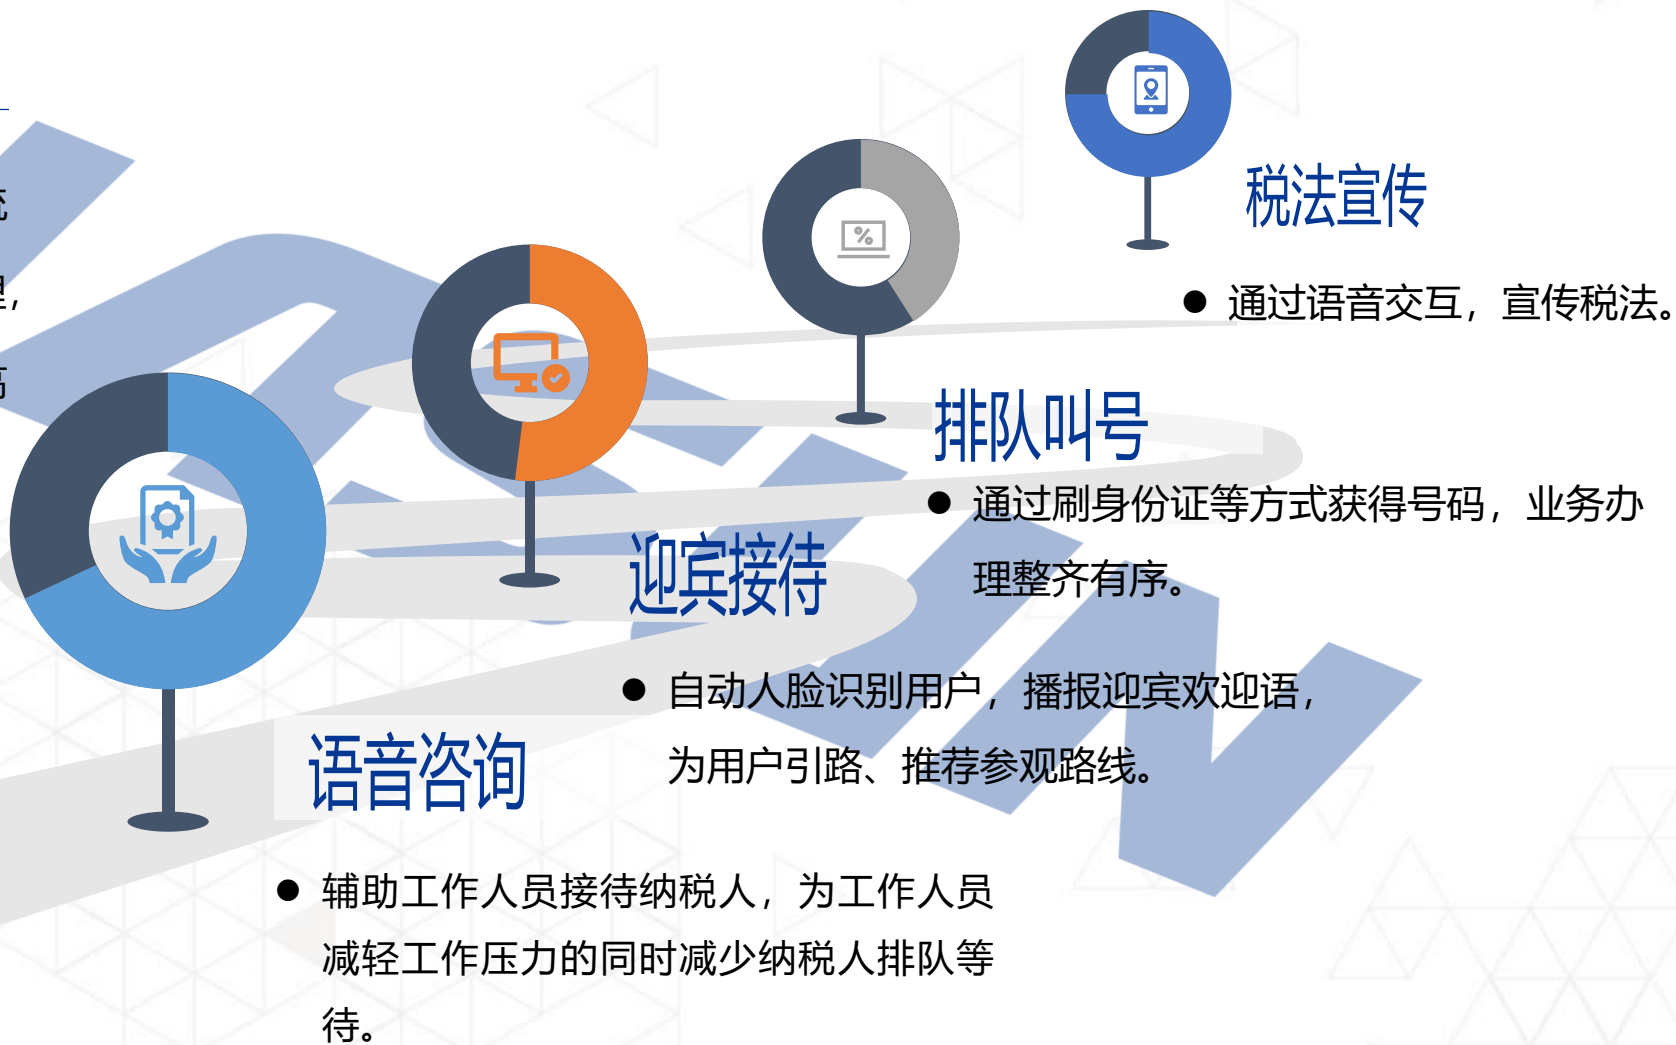 税法宣传
● 通过语音交互，宣传税法。
排队叫号
● 通过刷身份证等方式获得号码，业务办
理整齐有序。
迎宾接待
● 自动人脸识别用户，播报迎宾欢迎语，
为用户引路、推荐参观路线。
语音咨询
● 辅助工作人员接待纳税人，为工作人员
减轻工作压力的同时减少纳税人排队等
待。
%